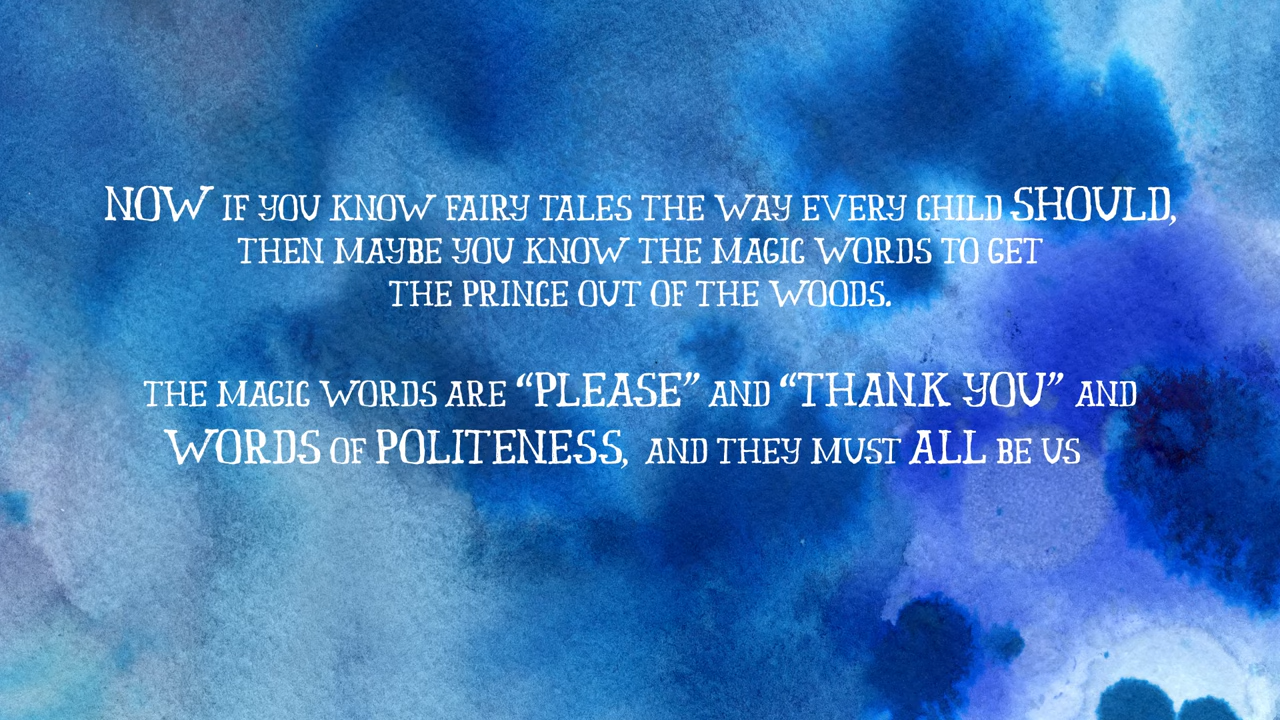 NOW IF YOU KNOW FAIRY TALES THE WAY EVERY CHILD SHOULD,
THEN MAYBE YOU KNOW THE MAGIC WORDS TO GET
THE PRINCE OUT OF THE WOODS.
THE MAGIC WORDS ARE “PLEASE” AND “THANK YOU” AND
WORDS OF POLITENESS, AND THEY MUST ALL BE US